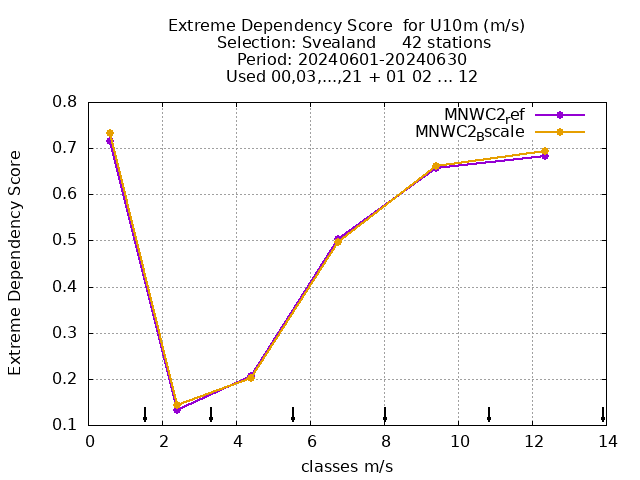 Extreme Dependency Score  for U10m (m/s)
Selection: Svealand     42 stations
Period: 20240601-20240630
Used 00,03,...,21 + 01 02 ... 12
MNWC2_ref
MNWC2_Bscale
Extreme Dependency Score
0.8
0.7
0.6
0.5
0.4
0.3
0.2
0.1
0 2 4 6 8 10 12 14
classes m/s